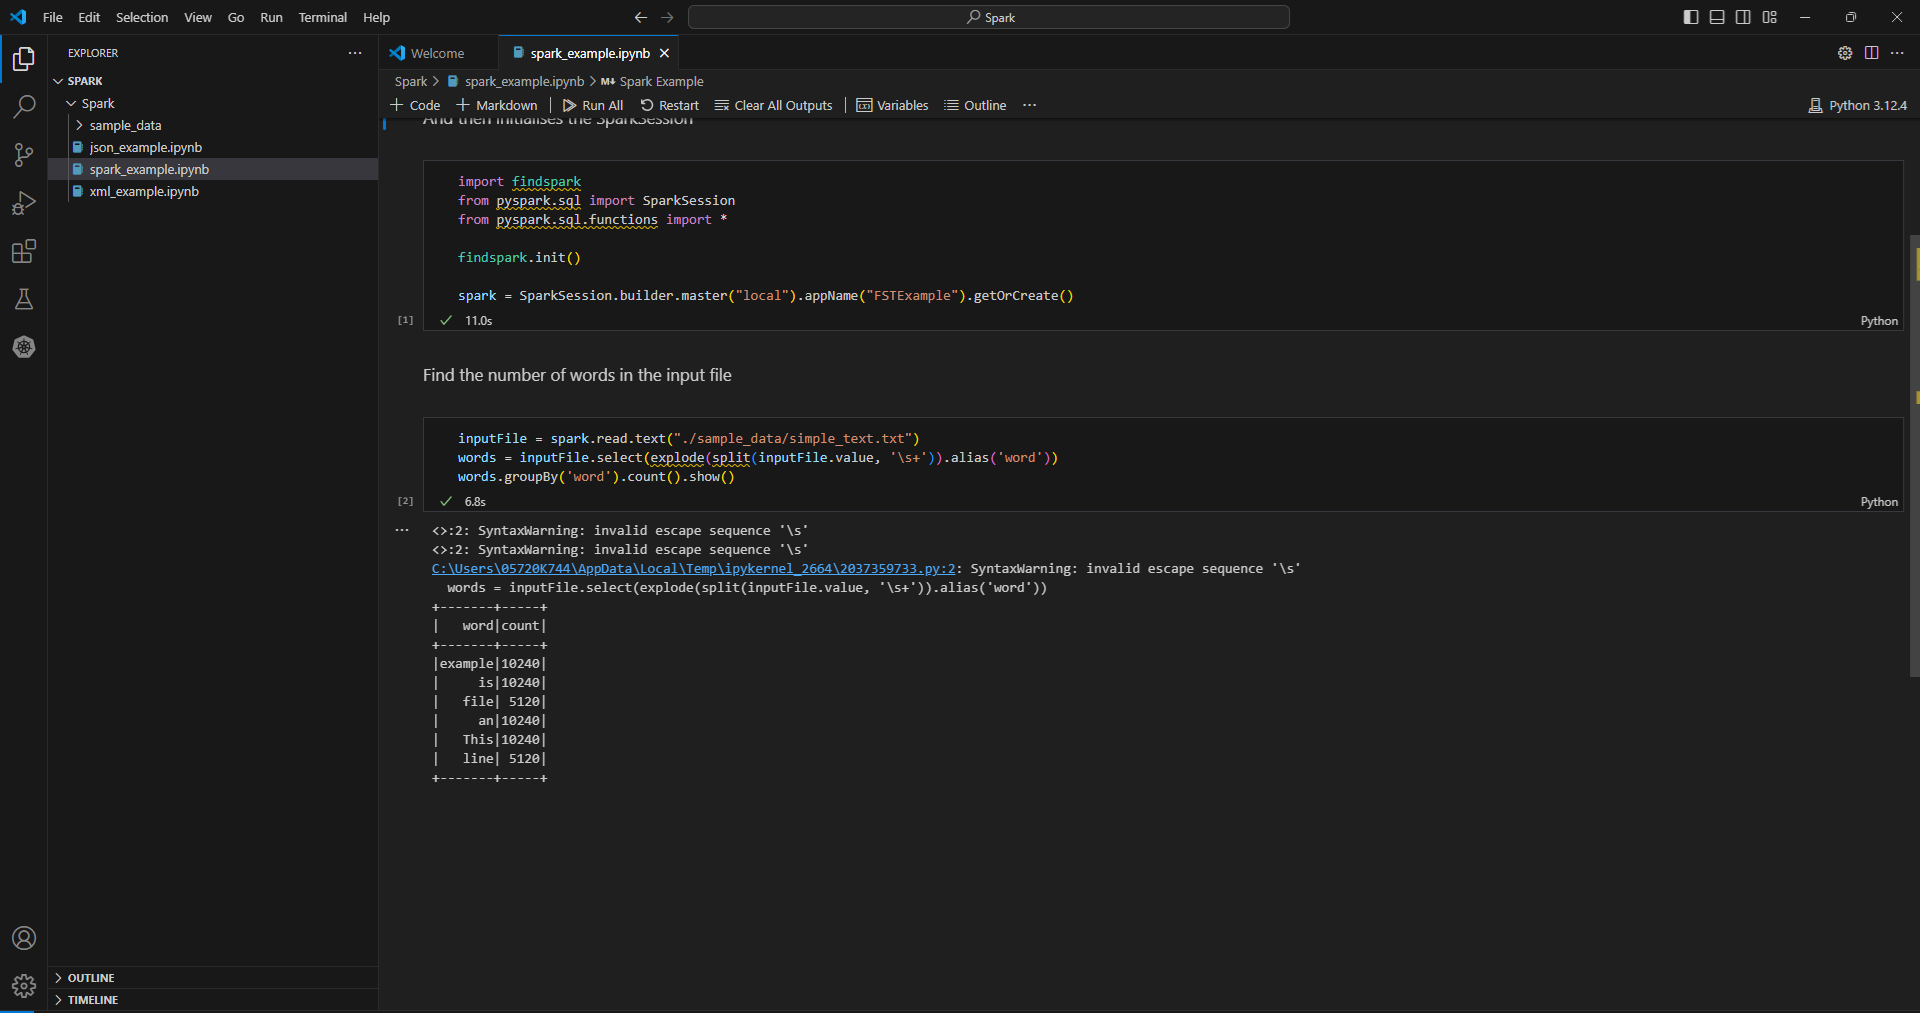 File Edit Selection View Go Run Terminal Help
Spark
EXPLORER
SPARK
Spark
sample_data
json_example.ipynb
spark_example.ipynb
xml_example.ipynb
OUTLINE
TIMELINE
Welcome
spark_example.ipynb
Spark > spark_example.ipynb > M↓ Spark Example
+ Code + Markdown | Run All Restart Clear All Outputs | Variables Outline ...
Python 3.12.4
And then initialises the SparkSession
import findspark
from pyspark.sql import SparkSession
from pyspark.sql.functions import *
findspark.init()
spark = SparkSession.builder.master("local").appName("FSTExample").getOrCreate()
[1] ✓ 11.0s Python
Find the number of words in the input file
inputFile = spark.read.text("./sample_data/simple_text.txt")
words = inputFile.select(explode(split(inputFile.value, '\s+')).alias('word'))
words.groupBy('word').count().show()
[2] ✓ 6.8s Python
<>:2: SyntaxWarning: invalid escape sequence '\s'
<>:2: SyntaxWarning: invalid escape sequence '\s'
C:\Users\05720K744\AppData\Local\Temp\ipykernel_2664\2037359733.py:2: SyntaxWarning: invalid escape sequence '\s'
  words = inputFile.select(explode(split(inputFile.value, '\s+')).alias('word'))
+-------+-----+
|   word|count|
+-------+-----+
|example|10240|
|     is|10240|
|   file| 5120|
|     an|10240|
|   This|10240|
|   line| 5120|
+-------+-----+